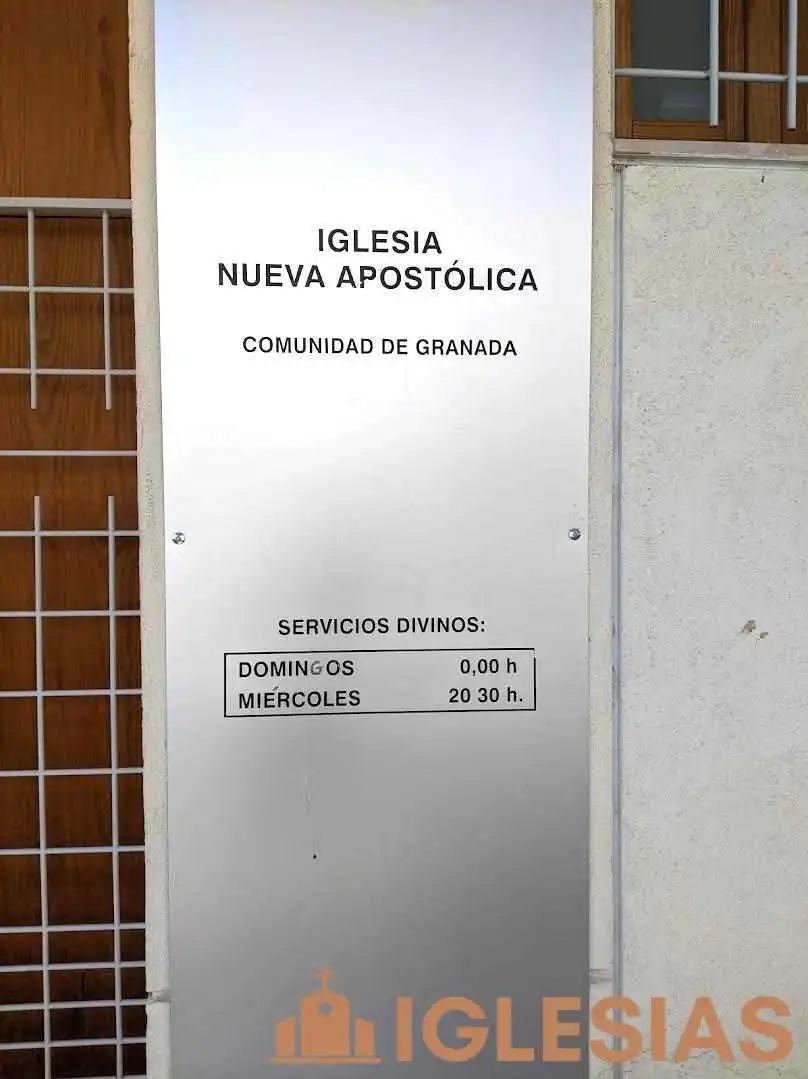 IGLESIA
NUEVA APOSTÓLICA
COMUNIDAD DE GRANADA
SERVICIOS DIVINOS:
DOMINGOS 0,00 h
MIÉRCOLES 20 30 h.
IGLESIAS